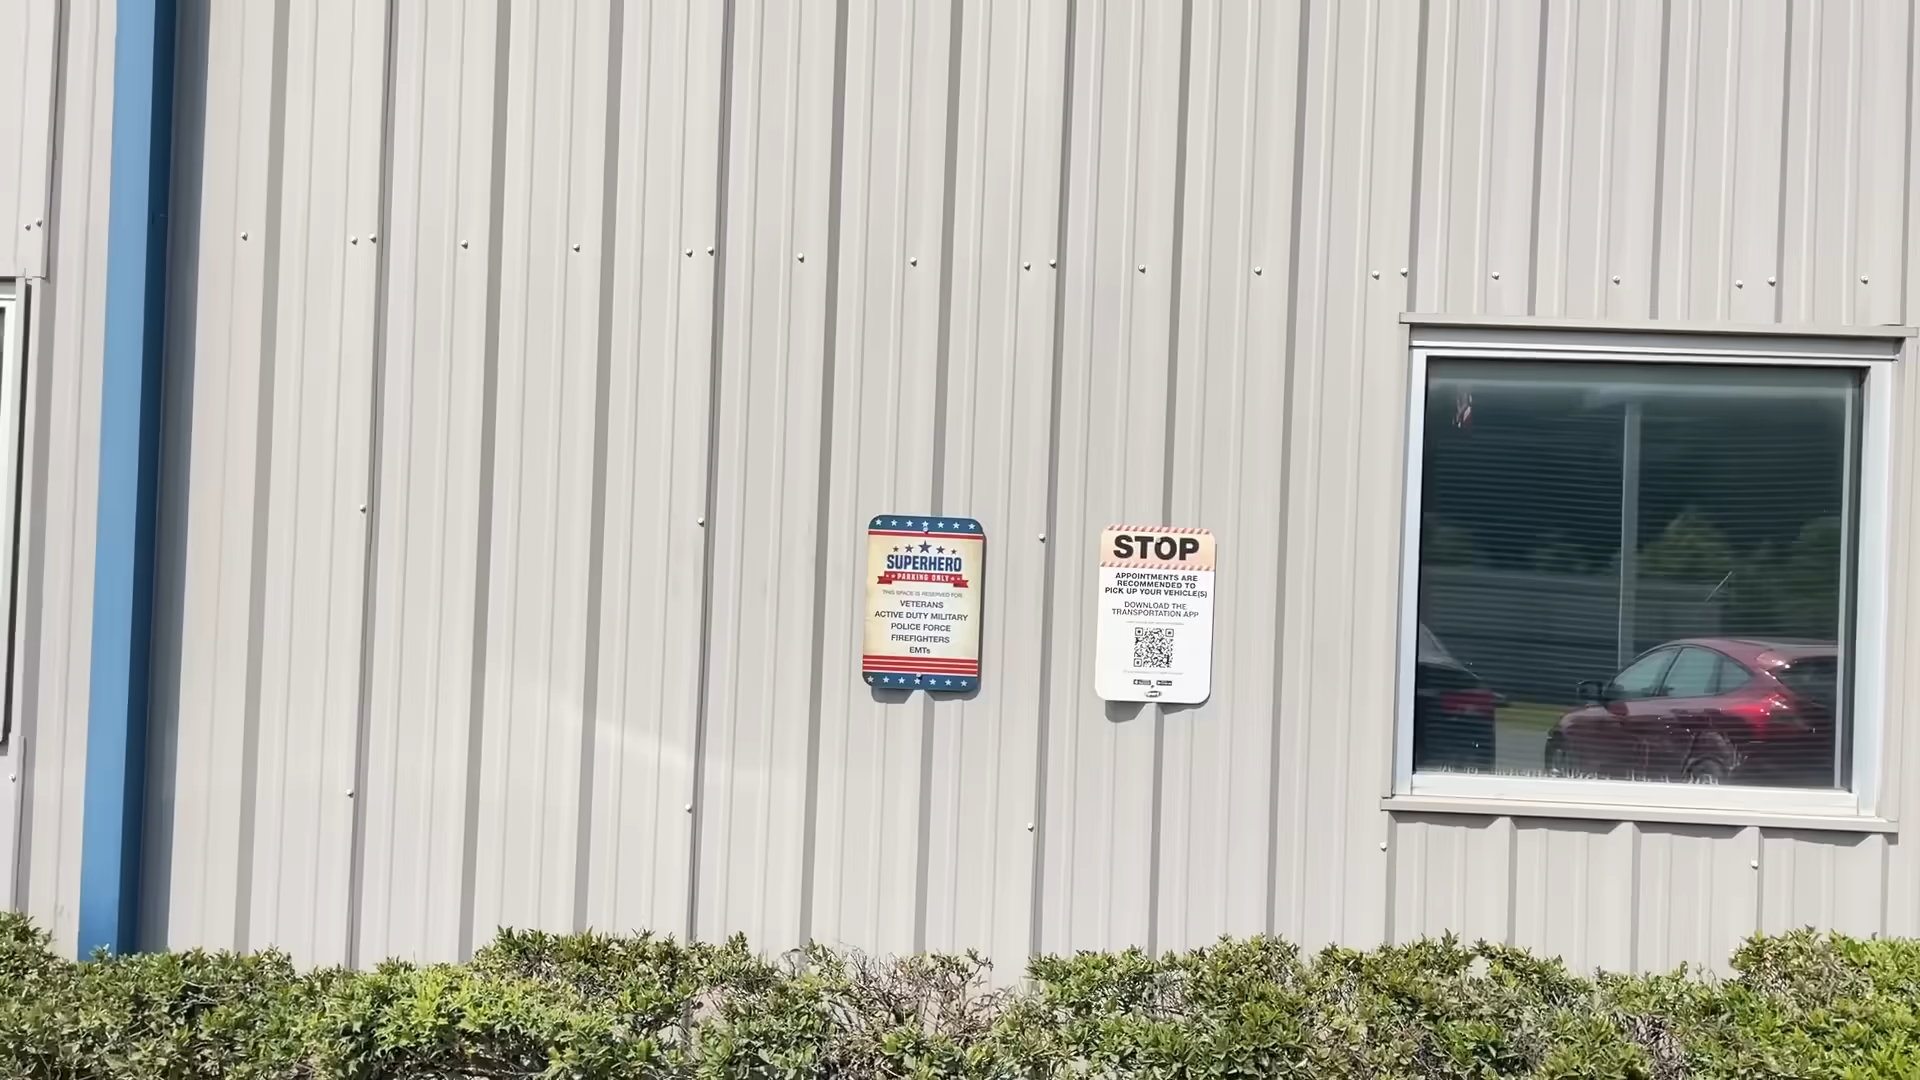 SUPERHERO
PARKING ONLY
THIS SPACE IS RESERVED FOR:
VETERANS
ACTIVE DUTY MILITARY
POLICE FORCE
FIREFIGHTERS
EMTs
STOP
APPOINTMENTS ARE
RECOMMENDED TO
PICK UP YOUR VEHICLE(S)
DOWNLOAD THE
TRANSPORTATION APP